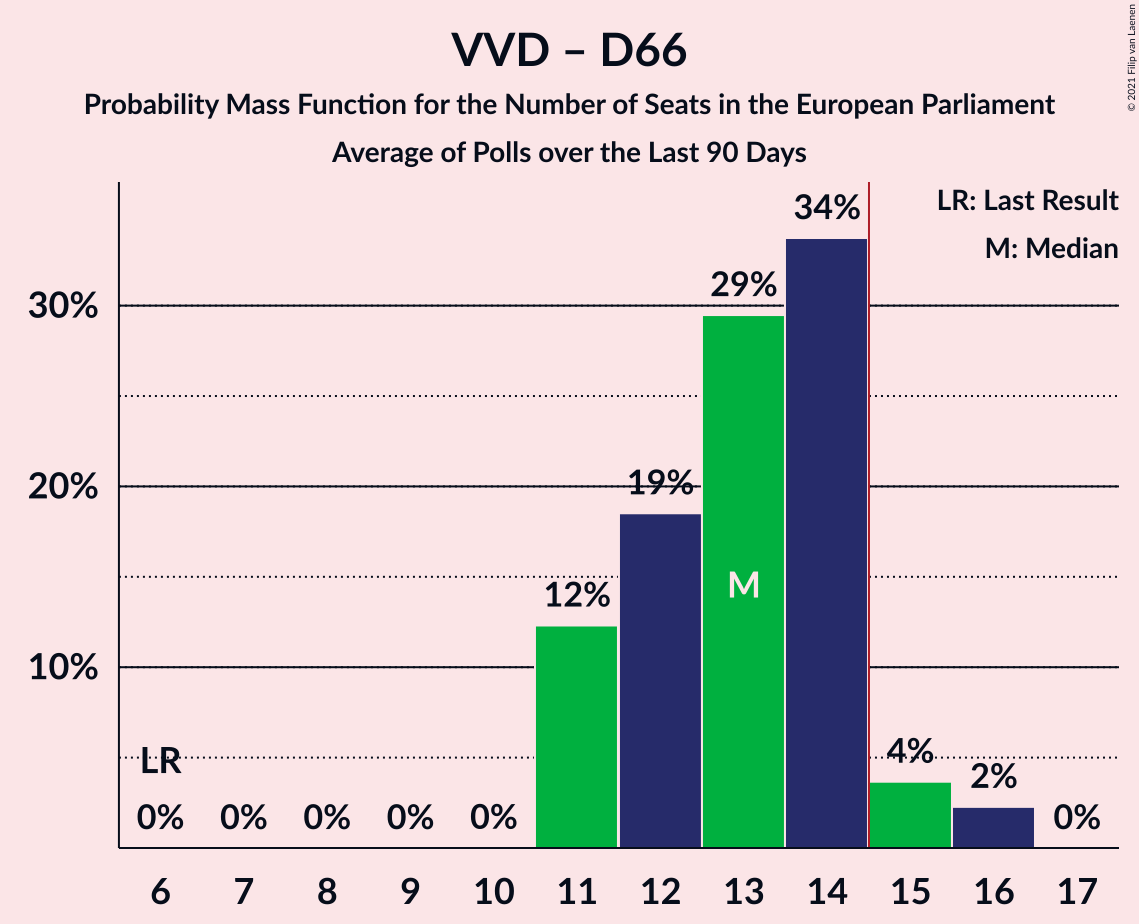 VVD – D66
Probability Mass Function for the Number of Seats in the European Parliament
Average of Polls over the Last 90 Days
© 2021 Filip van Laenen
LR: Last Result
M: Median
34%
29%
30%
20%
19%
M
12%
10%
LR
4%
2%
0% 0% 0% 0% 0% 0%
6 7 8 9 10 11 12 13 14 15 16 17